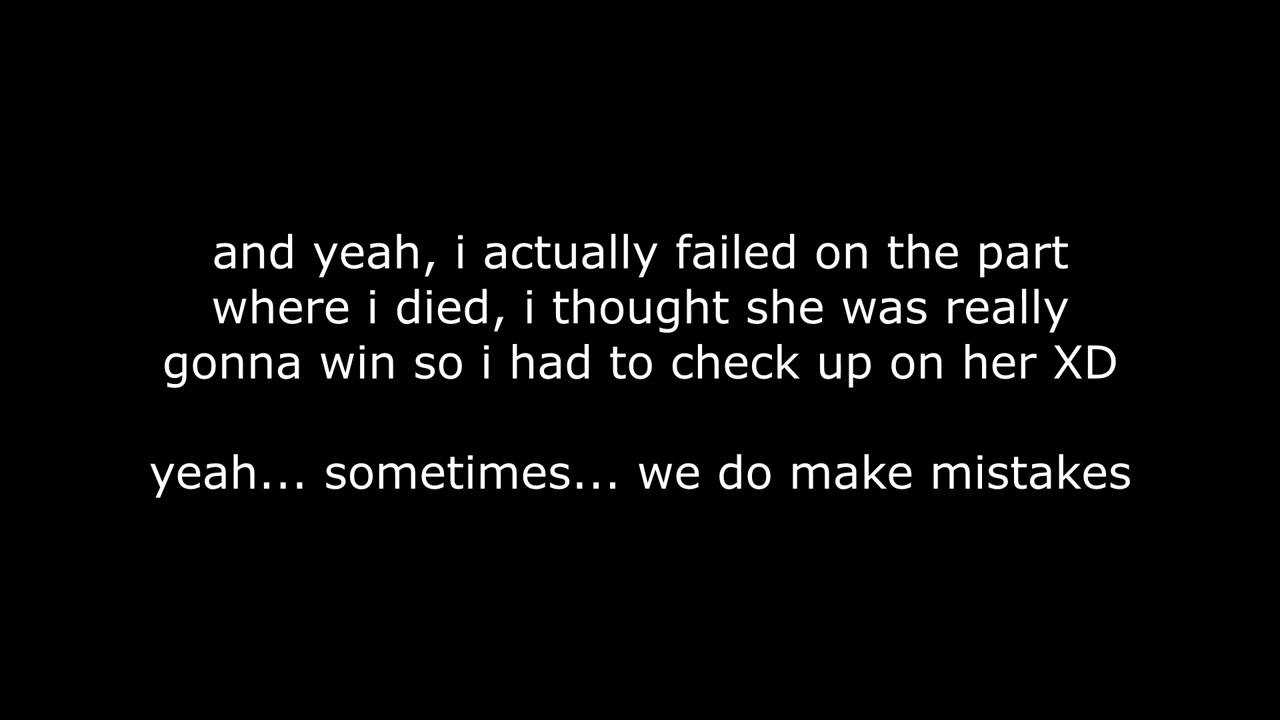 and yeah, i actually failed on the part
where i died, i thought she was really
gonna win so i had to check up on her XD
yeah... sometimes... we do make mistakes